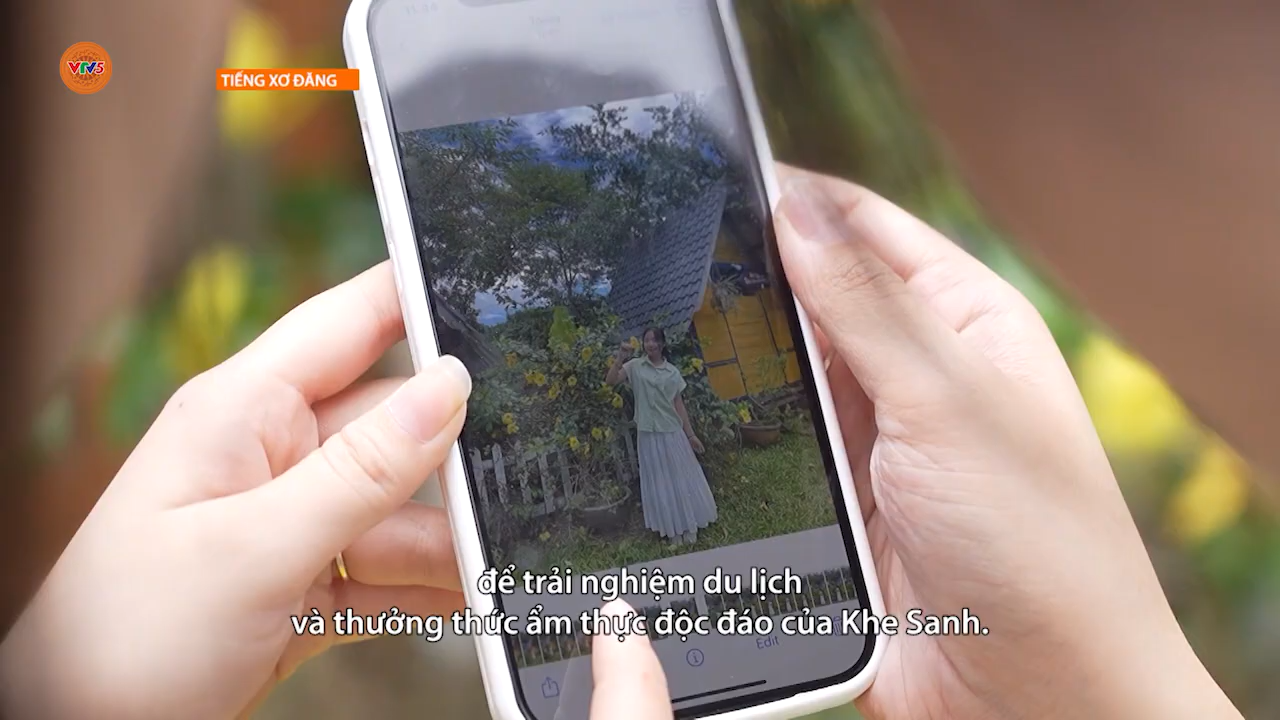 VTV5
TIẾNG XƠ ĐĂNG
để trải nghiệm du lịch
và thưởng thức ẩm thực độc đáo của Khe Sanh.
Edit